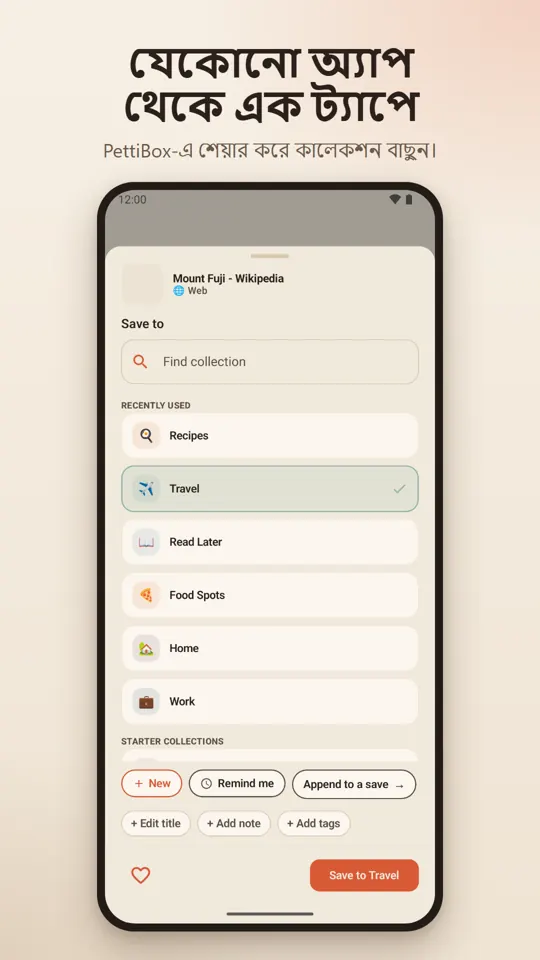 যেকোনো অ্যাপ
থেকে এক ট্যাপে
PettiBox-এ শেয়ার করে কালেকশন বাছুন।
12:00
Mount Fuji - Wikipedia
Web
Save to
Find collection
RECENTLY USED
Recipes
Travel
Read Later
Food Spots
Home
Work
STARTER COLLECTIONS
+ New
Remind me
Append to a save →
+ Edit title
+ Add note
+ Add tags
Save to Travel